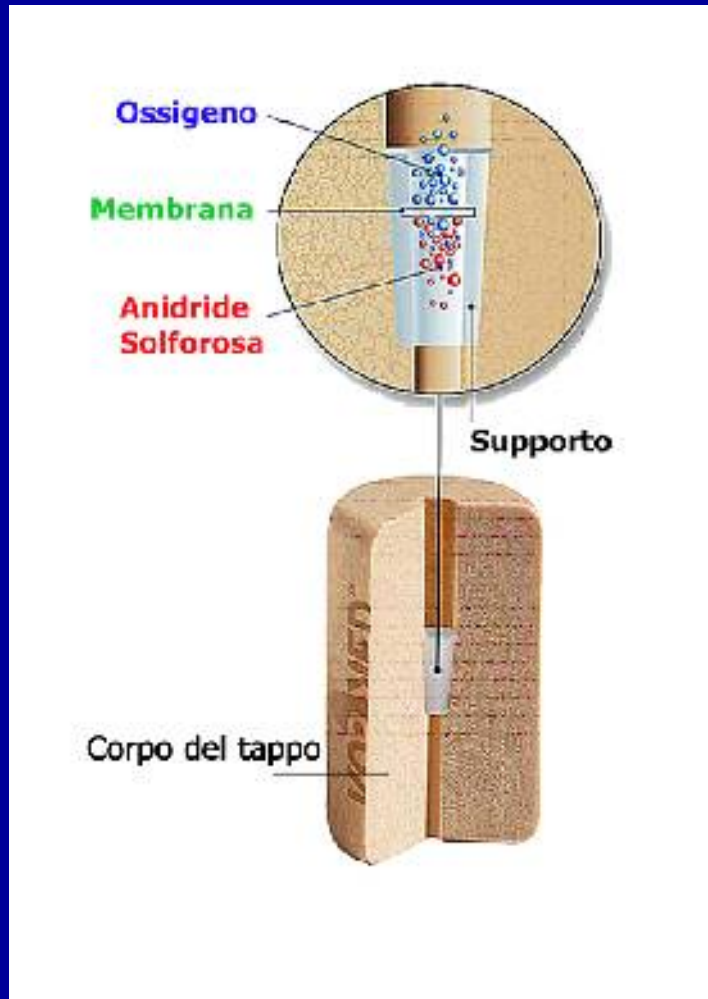 Ossigeno
Membrana
Anidride
Solforosa
Supporto
Corpo del tappo